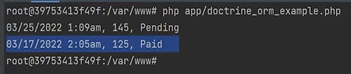 root@39753413f49f:/var/www# php app/doctrine_orm_example.php
03/25/2022 1:09am, 145, Pending
03/17/2022 2:05am, 125, Paid
root@39753413f49f:/var/www#